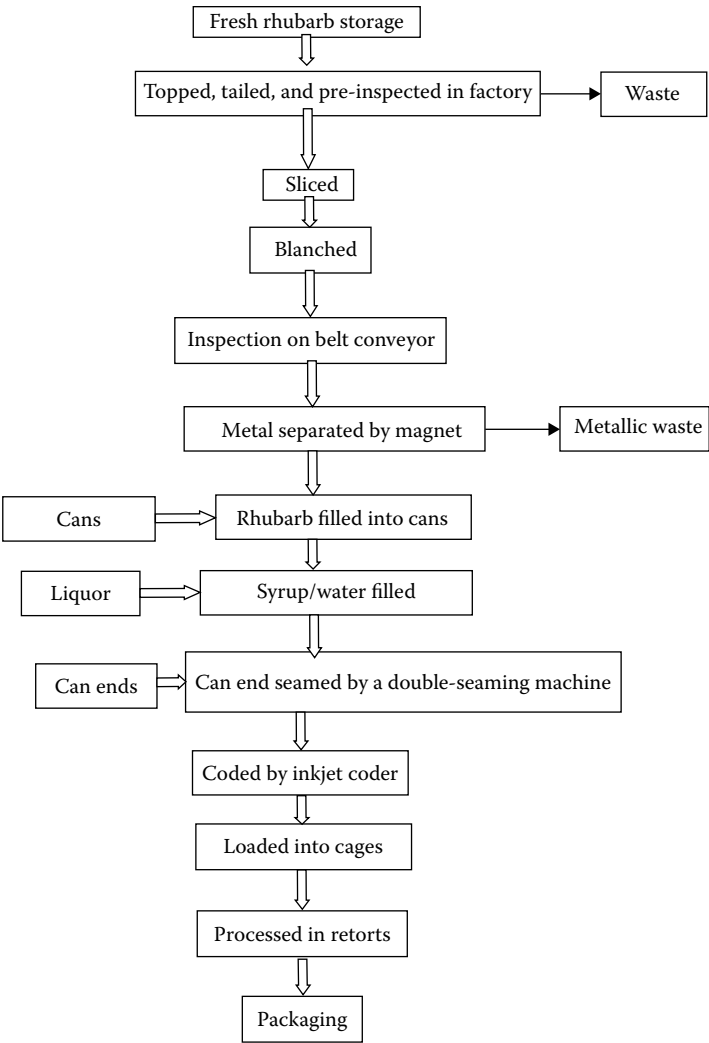 Fresh rhubarb storage
Topped, tailed, and pre-inspected in factory
Waste
Sliced
Blanched
Inspection on belt conveyor
Metal separated by magnet
Metallic waste
Cans
Rhubarb filled into cans
Liquor
Syrup/water filled
Can ends
Can end seamed by a double-seaming machine
Coded by inkjet coder
Loaded into cages
Processed in retorts
Packaging